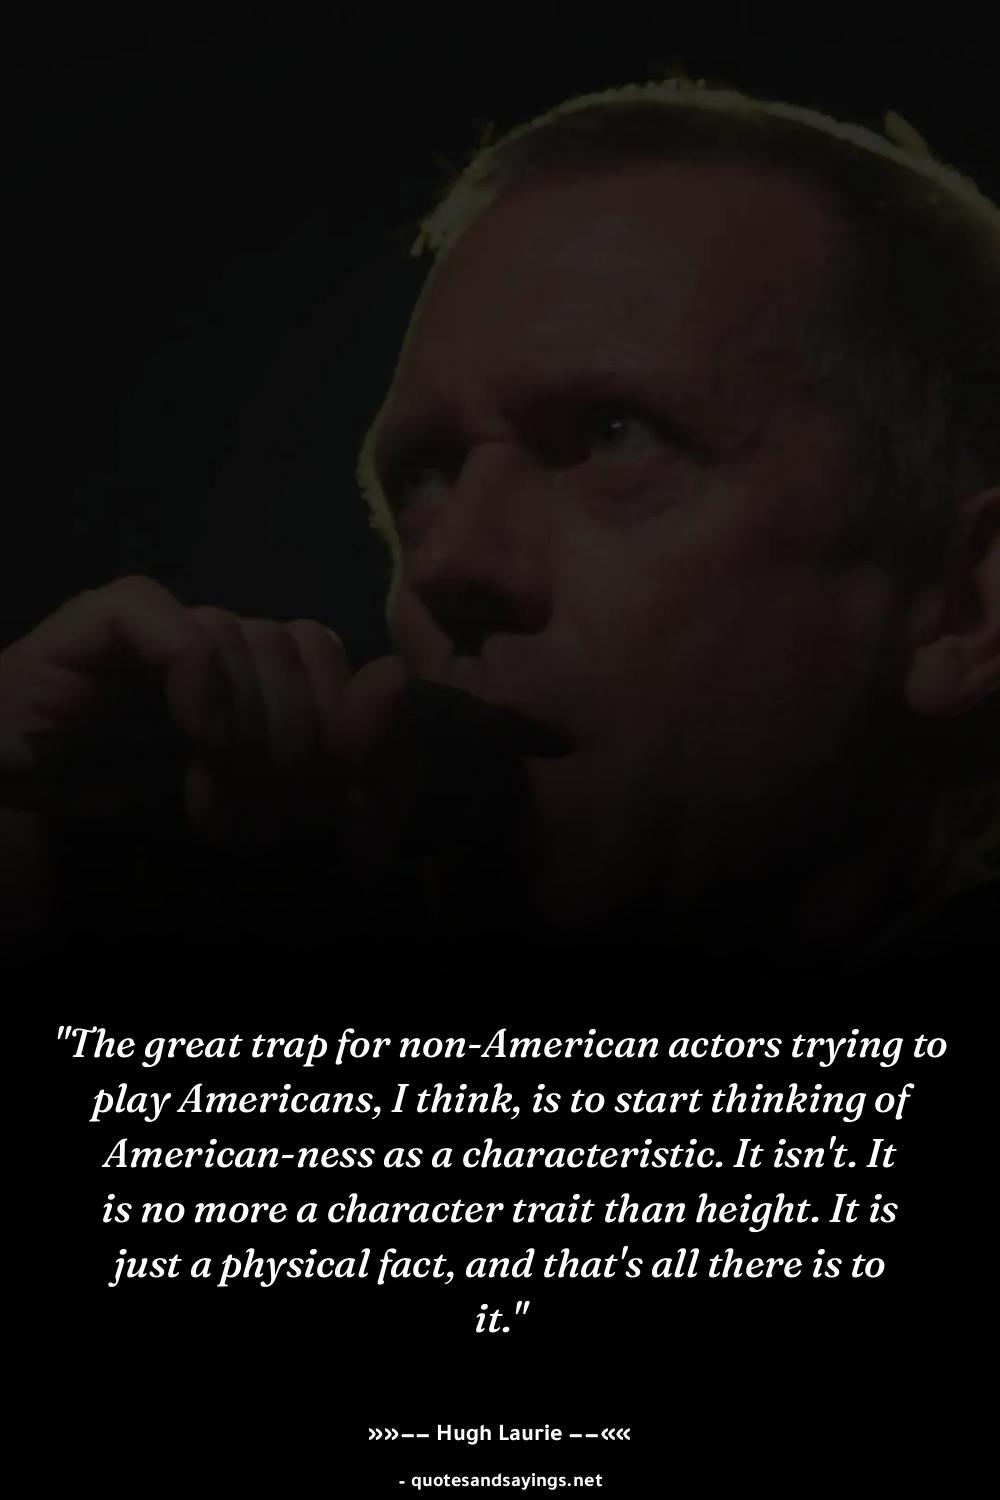 "The great trap for non-American actors trying to
play Americans, I think, is to start thinking of
American-ness as a characteristic. It isn't. It
is no more a character trait than height. It is
just a physical fact, and that's all there is to
it."
»»–– Hugh Laurie ––««
- quotesandsayings.net